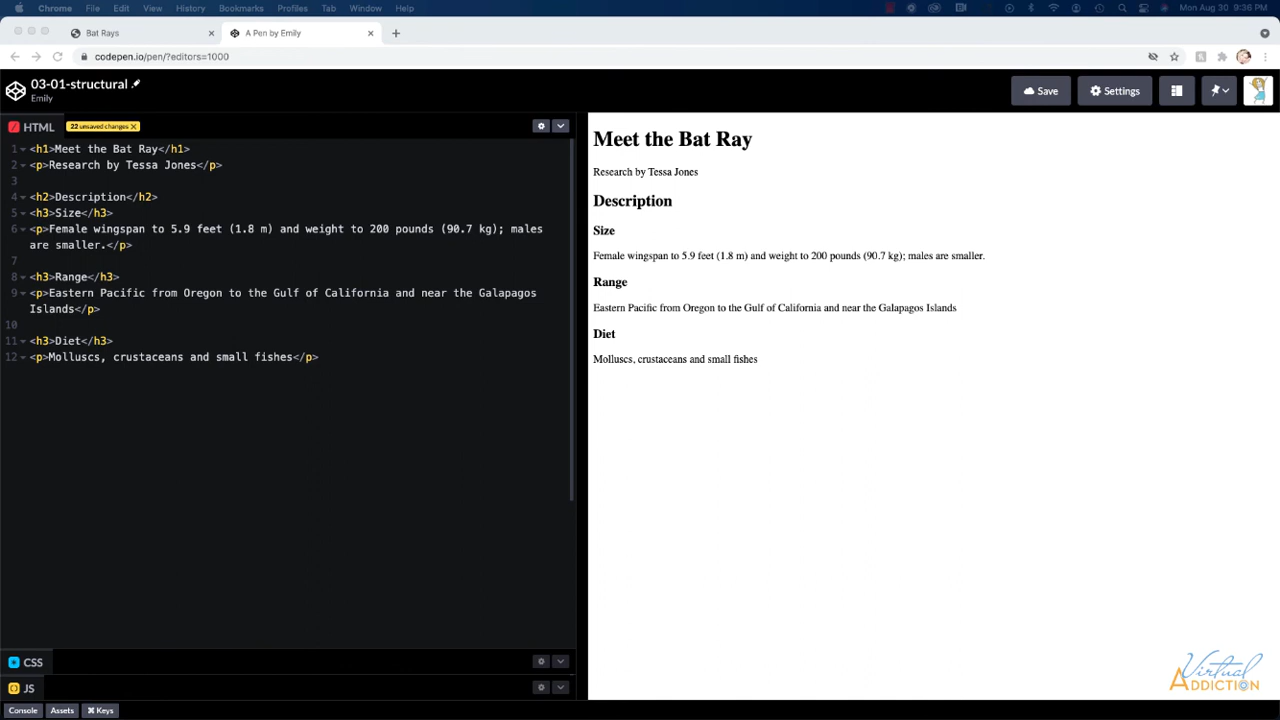 Chrome File Edit View History Bookmarks Profiles Tab Window Help Mon Aug 30 9:36 PM
Bat Rays A Pen by Emily
codepen.io/pen/?editors=1000
03-01-structural
Emily
Save Settings
HTML 22 unsaved changes X
1 <h1>Meet the Bat Ray</h1>
2 <p>Research by Tessa Jones</p>
3
4 <h2>Description</h2>
5 <h3>Size</h3>
6 <p>Female wingspan to 5.9 feet (1.8 m) and weight to 200 pounds (90.7 kg); males
are smaller.</p>
7
8 <h3>Range</h3>
9 <p>Eastern Pacific from Oregon to the Gulf of California and near the Galapagos
Islands</p>
10
11 <h3>Diet</h3>
12 <p>Molluscs, crustaceans and small fishes</p>
Meet the Bat Ray
Research by Tessa Jones
Description
Size
Female wingspan to 5.9 feet (1.8 m) and weight to 200 pounds (90.7 kg); males are smaller.
Range
Eastern Pacific from Oregon to the Gulf of California and near the Galapagos Islands
Diet
Molluscs, crustaceans and small fishes
CSS
JS
Console Assets ⌘ Keys
Virtual
ADDICTION